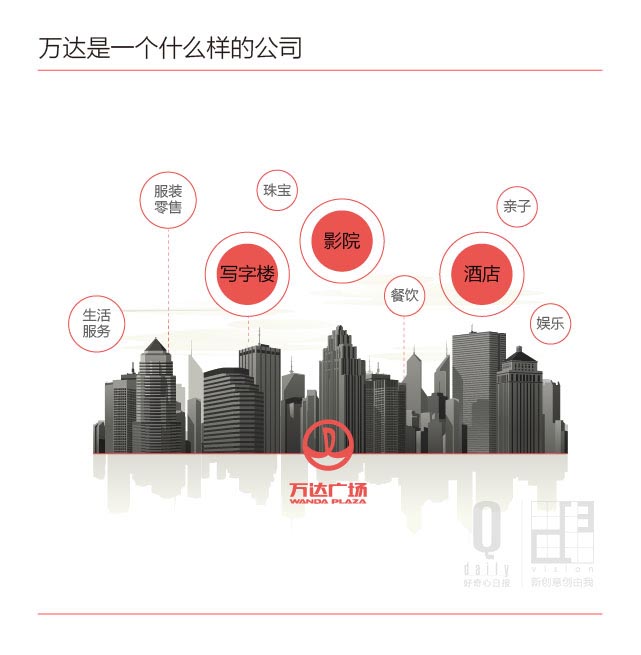 万达是一个什么样的公司
服装
零售
珠宝
亲子
影院
写字楼
酒店
餐饮
生活
服务
娱乐
万达广场
WANDA PLAZA
Q
daily
好奇心日报
vision
新创意创由我